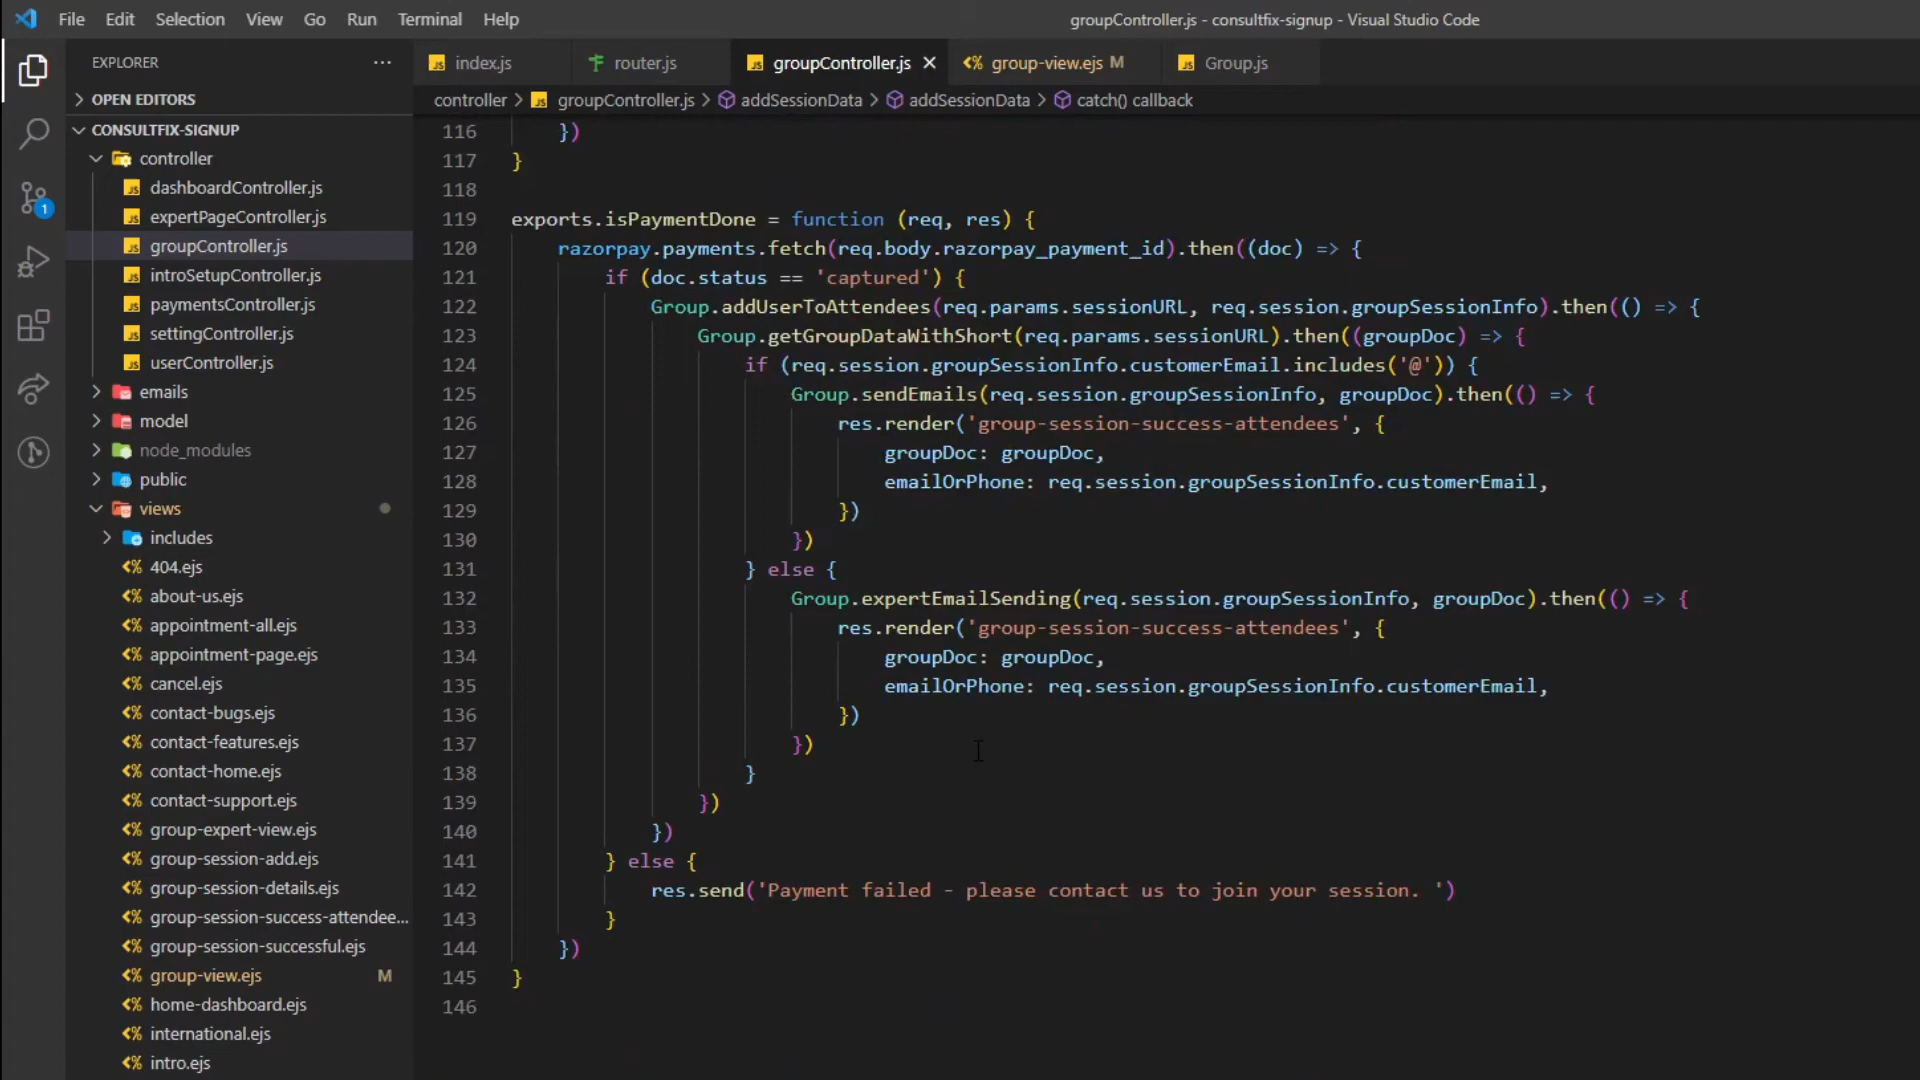 File Edit Selection View Go Run Terminal Help
groupController.js - consultfix-signup - Visual Studio Code
EXPLORER
OPEN EDITORS
CONSULTFIX-SIGNUP
controller
dashboardController.js
expertPageController.js
groupController.js
introSetupController.js
paymentsController.js
settingController.js
userController.js
emails
model
node_modules
public
views
includes
404.ejs
about-us.ejs
appointment-all.ejs
appointment-page.ejs
cancel.ejs
contact-bugs.ejs
contact-features.ejs
contact-home.ejs
contact-support.ejs
group-expert-view.ejs
group-session-add.ejs
group-session-details.ejs
group-session-success-attendee...
group-session-successful.ejs
group-view.ejs M
home-dashboard.ejs
international.ejs
intro.ejs
1
JS index.js router.js JS groupController.js group-view.ejs M JS Group.js
controller > JS groupController.js > addSessionData > addSessionData > catch() callback
116 })
117 }
118
119 exports.isPaymentDone = function (req, res) {
120 razorpay.payments.fetch(req.body.razorpay_payment_id).then((doc) => {
121 if (doc.status == 'captured') {
122 Group.addUserToAttendees(req.params.sessionURL, req.session.groupSessionInfo).then(() => {
123 Group.getGroupDataWithShort(req.params.sessionURL).then((groupDoc) => {
124 if (req.session.groupSessionInfo.customerEmail.includes('@')) {
125 Group.sendEmails(req.session.groupSessionInfo, groupDoc).then(() => {
126 res.render('group-session-success-attendees', {
127 groupDoc: groupDoc,
128 emailOrPhone: req.session.groupSessionInfo.customerEmail,
129 })
130 })
131 } else {
132 Group.expertEmailSending(req.session.groupSessionInfo, groupDoc).then(() => {
133 res.render('group-session-success-attendees', {
134 groupDoc: groupDoc,
135 emailOrPhone: req.session.groupSessionInfo.customerEmail,
136 })
137 })
138 }
139 })
140 })
141 } else {
142 res.send('Payment failed - please contact us to join your session. ')
143 }
144 })
145 }
146